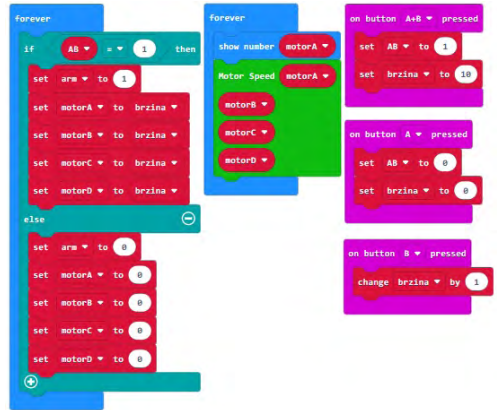 forever
if AB = 1 then
set arm to 1
set motorA to brzina
set motorB to brzina
set motorC to brzina
set motorD to brzina
else
set arm to 0
set motorA to 0
set motorB to 0
set motorC to 0
set motorD to 0
forever
show number motorA
Motor Speed motorA
motorB
motorC
motorD
on button A+B pressed
set AB to 1
set brzina to 10
on button A pressed
set AB to 0
set brzina to 0
on button B pressed
change brzina by 1